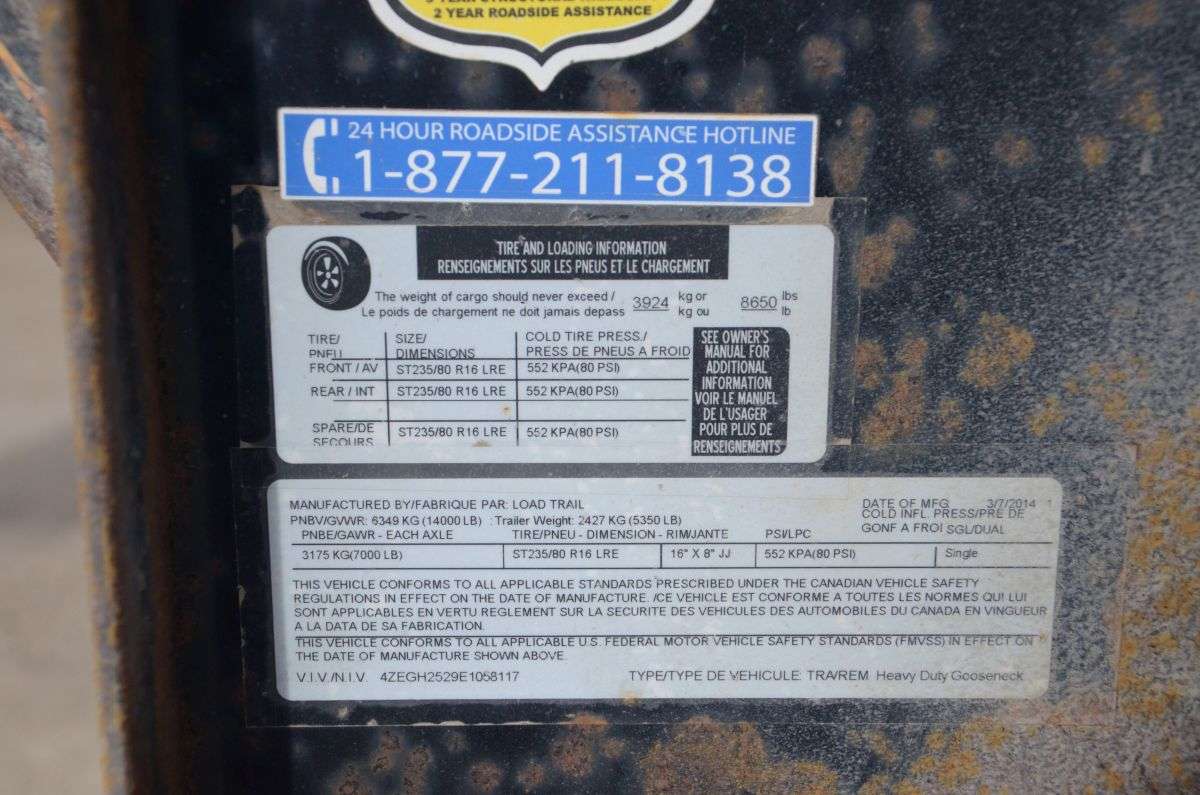 2 YEAR ROADSIDE ASSISTANCE
24 HOUR ROADSIDE ASSISTANCE HOTLINE
1-877-211-8138
TIRE AND LOADING INFORMATION
RENSEIGNEMENTS SUR LES PNEUS ET LE CHARGEMENT
The weight of cargo should never exceed / 3924 kg or 8650 lbs
Le poids de chargement ne doit jamais depass kg ou lb
TIRE/ SIZE/ COLD TIRE PRESS./
PNEU DIMENSIONS PRESS DE PNEUS A FROID
FRONT / AV ST235/80 R16 LRE 552 KPA(80 PSI)
REAR / INT ST235/80 R16 LRE 552 KPA(80 PSI)
SPARE/DE ST235/80 R16 LRE 552 KPA(80 PSI)
SECOURS
SEE OWNER'S
MANUAL FOR
ADDITIONAL
INFORMATION
VOIR LE MANUEL
DE L'USAGER
POUR PLUS DE
RENSEIGNEMENTS
MANUFACTURED BY/FABRIQUE PAR: LOAD TRAIL DATE OF MFG 3/7/2014
PNBV/GVWR: 6349 KG (14000 LB) : Trailer Weight: 2427 KG (5350 LB) COLD INFL PRESS/PRE DE
PNBE/GAWR - EACH AXLE TIRE/PNEU - DIMENSION - RIM/JANTE PSI/LPC GONF A FROI SGL/DUAL
3175 KG(7000 LB) ST235/80 R16 LRE 16" X 8" JJ 552 KPA(80 PSI) Single
THIS VEHICLE CONFORMS TO ALL APPLICABLE STANDARDS PRESCRIBED UNDER THE CANADIAN VEHICLE SAFETY
REGULATIONS IN EFFECT ON THE DATE OF MANUFACTURE. /CE VEHICLE EST CONFORME A TOUTES LES NORMES QUI LUI
SONT APPLICABLES EN VERTU REGLEMENT SUR LA SECURITE DES VEHICULES DES AUTOMOBILES DU CANADA EN VINGUEUR
A LA DATA DE SA FABRICATION.
THIS VEHICLE CONFORMS TO ALL APPLICABLE U.S. FEDERAL MOTOR VEHICLE SAFETY STANDARDS (FMVSS) IN EFFECT ON
THE DATE OF MANUFACTURE SHOWN ABOVE.
V.I.V./N.I.V. 4ZEGH2529E1058117 TYPE/TYPE DE VEHICULE: TRA/REM Heavy Duty Gooseneck